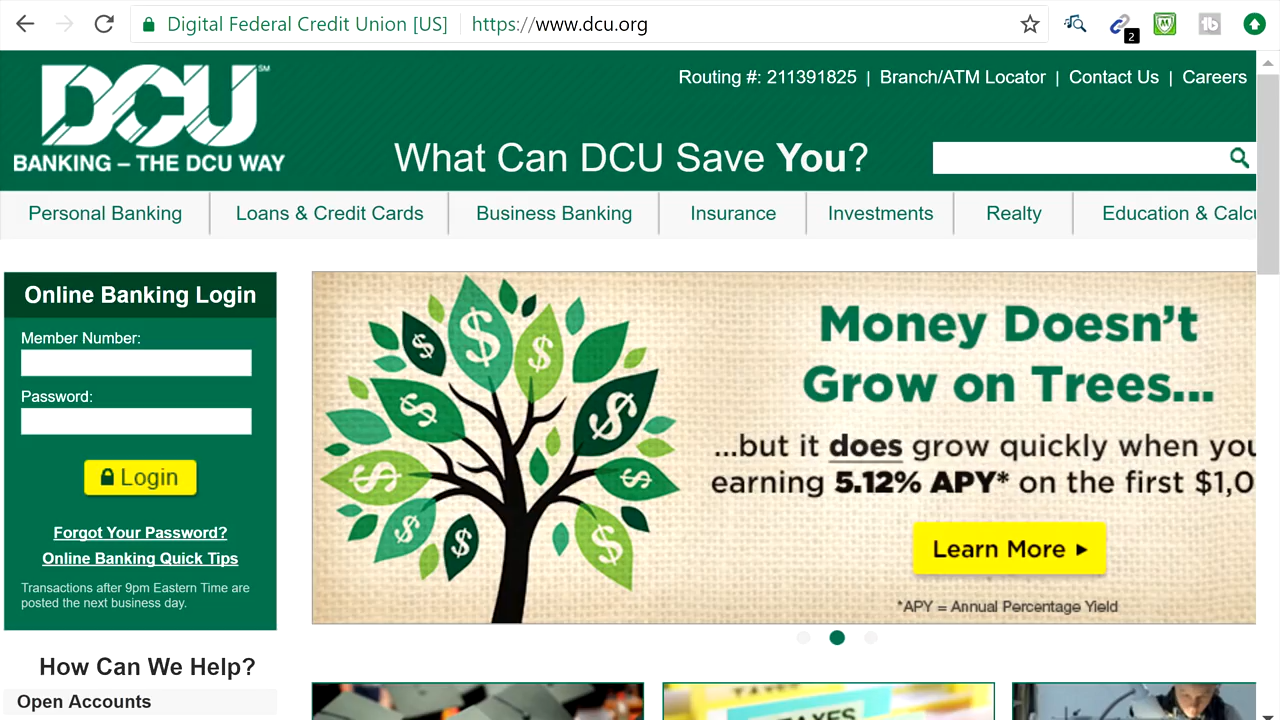 Digital Federal Credit Union [US]
https://www.dcu.org
2
M
DCU
SM
BANKING – THE DCU WAY
Routing #: 211391825 | Branch/ATM Locator | Contact Us | Careers
What Can DCU Save You?
Personal Banking
Loans & Credit Cards
Business Banking
Insurance
Investments
Realty
Education & Calcu
Online Banking Login
Member Number:
Password:
Login
Forgot Your Password?
Online Banking Quick Tips
Transactions after 9pm Eastern Time are
posted the next business day.
How Can We Help?
Open Accounts
Money Doesn't
Grow on Trees...
...but it does grow quickly when you
earning 5.12% APY* on the first $1,0
Learn More
*APY = Annual Percentage Yield
TAXES
TAXES